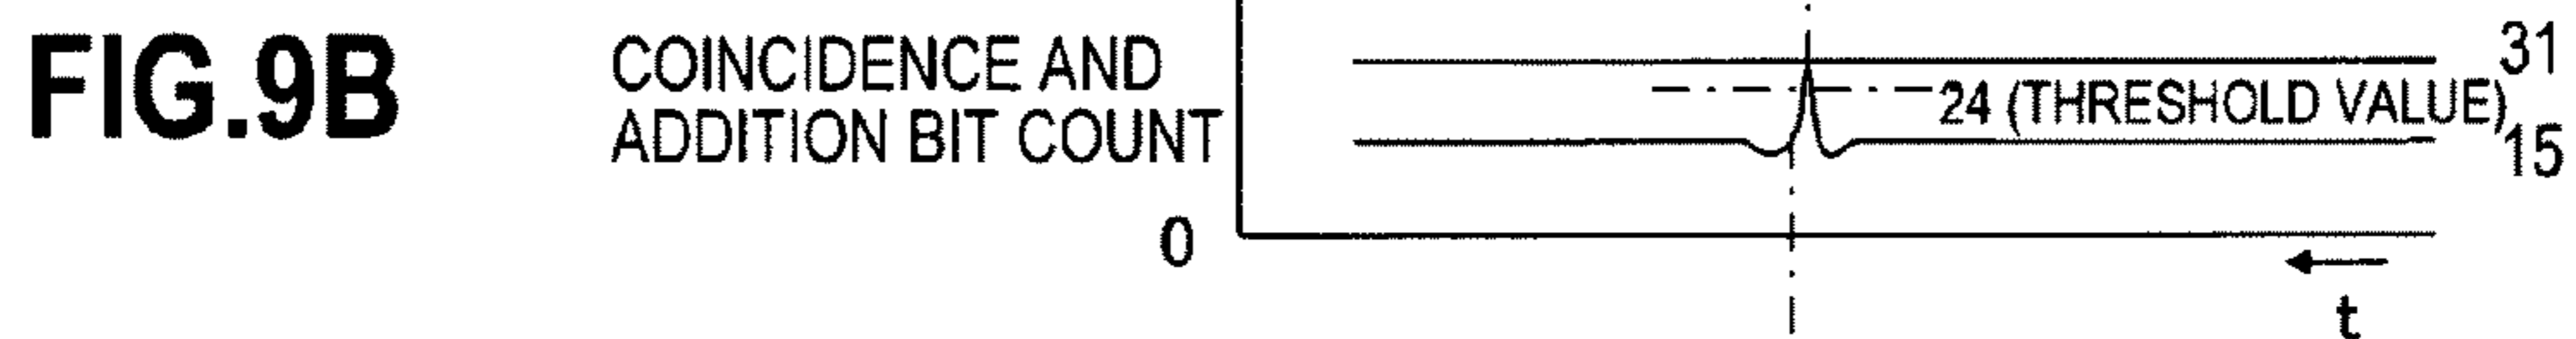 FIG.9B
COINCIDENCE AND
ADDITION BIT COUNT
31
24 (THRESHOLD VALUE)
15
0
t